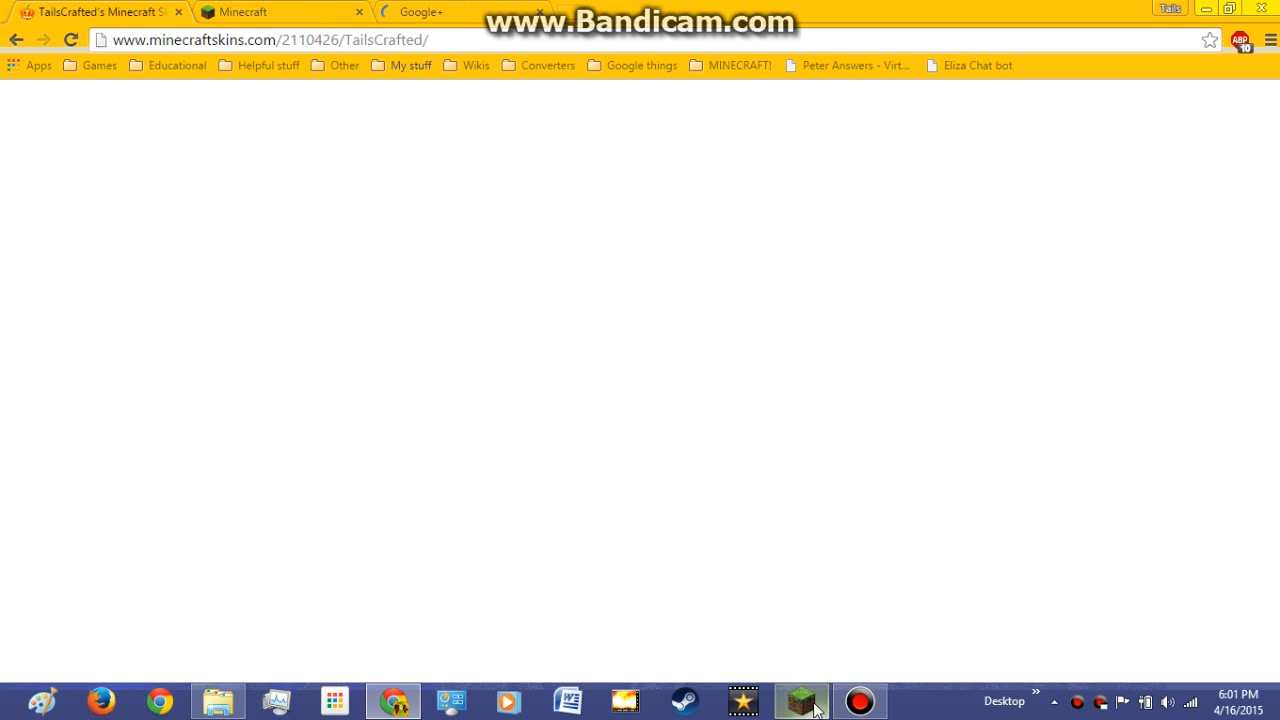 TailsCrafted's Minecraft S
Minecraft
Google+
www.Bandicam.com
Tails
www.minecraftskins.com/2110426/TailsCrafted/
ABP
10
Apps
Games
Educational
Helpful stuff
Other
My stuff
Wikis
Converters
Google things
MINECRAFT!
Peter Answers - Virt...
Eliza Chat bot
Desktop
6:01 PM
4/16/2015